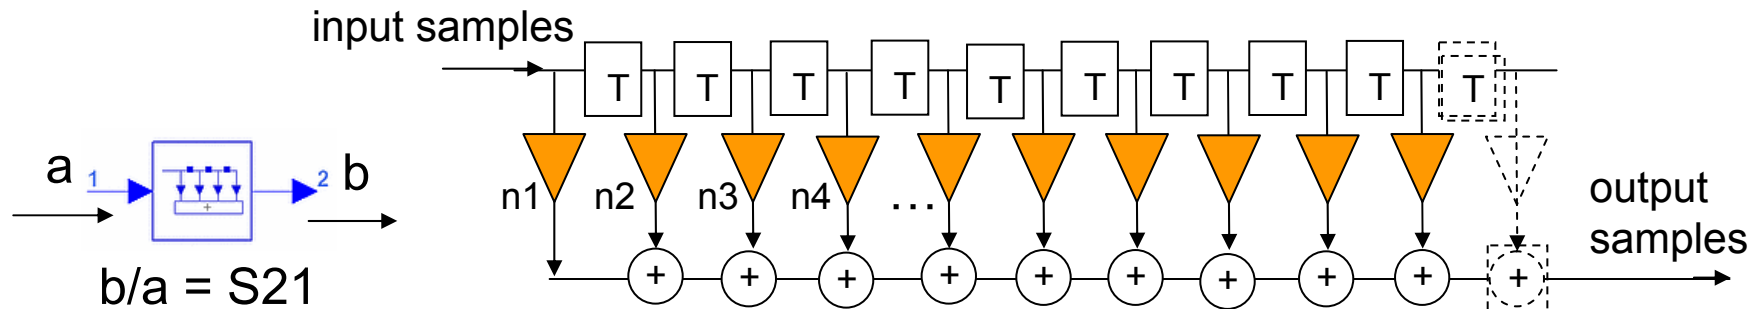 input samples
T T T T T T T T T T
a 1 2 b
+
n1 n2 n3 n4 ...
output
samples
+ + + + + + + + + +
b/a = S21